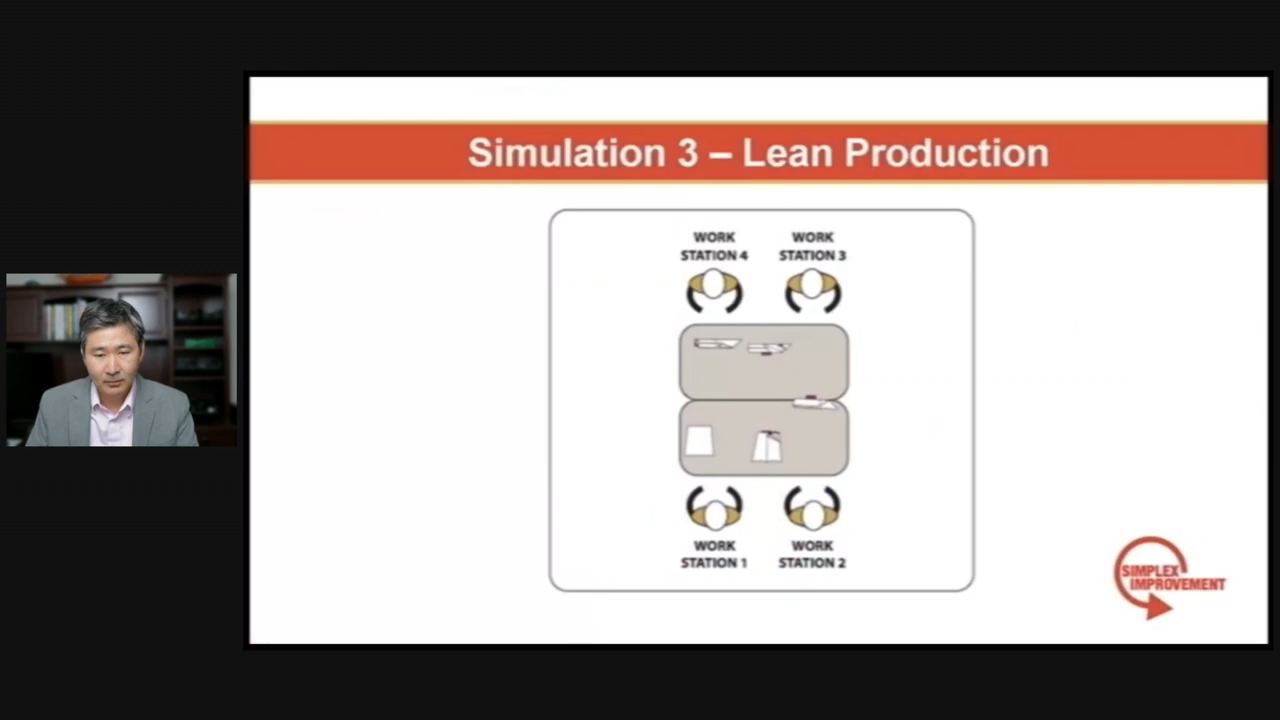 Simulation 3 – Lean Production
WORK
STATION 4
WORK
STATION 3
WORK
STATION 1
WORK
STATION 2
SIMPLEX
IMPROVEMENT